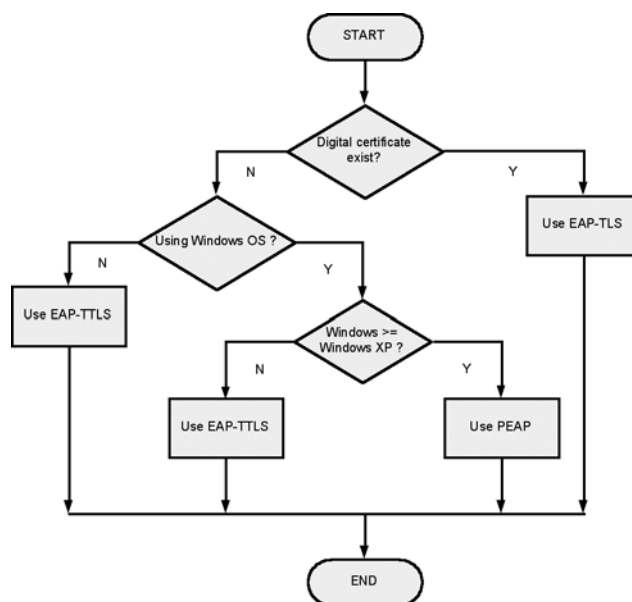 START
Digital certificate
exist?
N
Y
Using Windows OS ?
Use EAP-TLS
N
Y
Use EAP-TTLS
Windows >=
Windows XP ?
N
Y
Use EAP-TTLS
Use PEAP
END